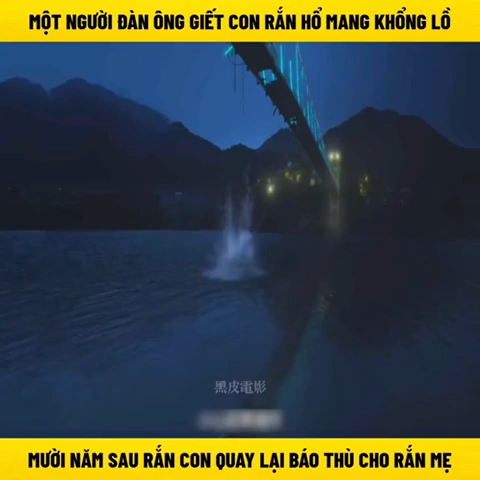 MỘT NGƯỜI ĐÀN ÔNG GIẾT CON RẮN HỔ MANG KHỔNG LỒ
黑皮電影
MƯỜI NĂM SAU RẮN CON QUAY LẠI BÁO THÙ CHO RẮN MẸ